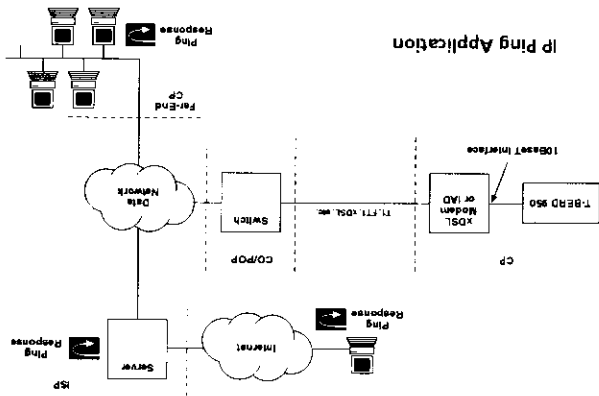 ISP
Server
Ping
Response
Internet
Ping
Response
CP
T-BERD 950
xDSL
Modem
or IAD
10BaseT Interface
T1, FT1, xDSL, etc.
CO/POP
Switch
Data
Network
Far-End
CP
Ping
Response
IP Ping Application